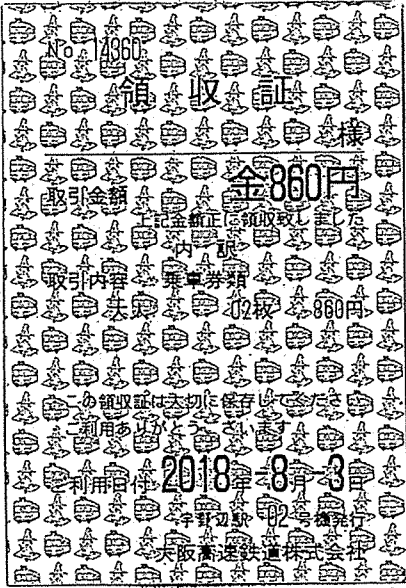 No. 14360
領収証
様
取引金額 金860円
上記金額正に領収致しました
内訳
取引内容 乗車券類
大人 02枚 860円
この領収証は大切に保存してください
ご利用ありがとうございます
ご利用日付 2018年-8月-3日
宇野辺駅 02号機発行
大阪高速鉄道株式会社